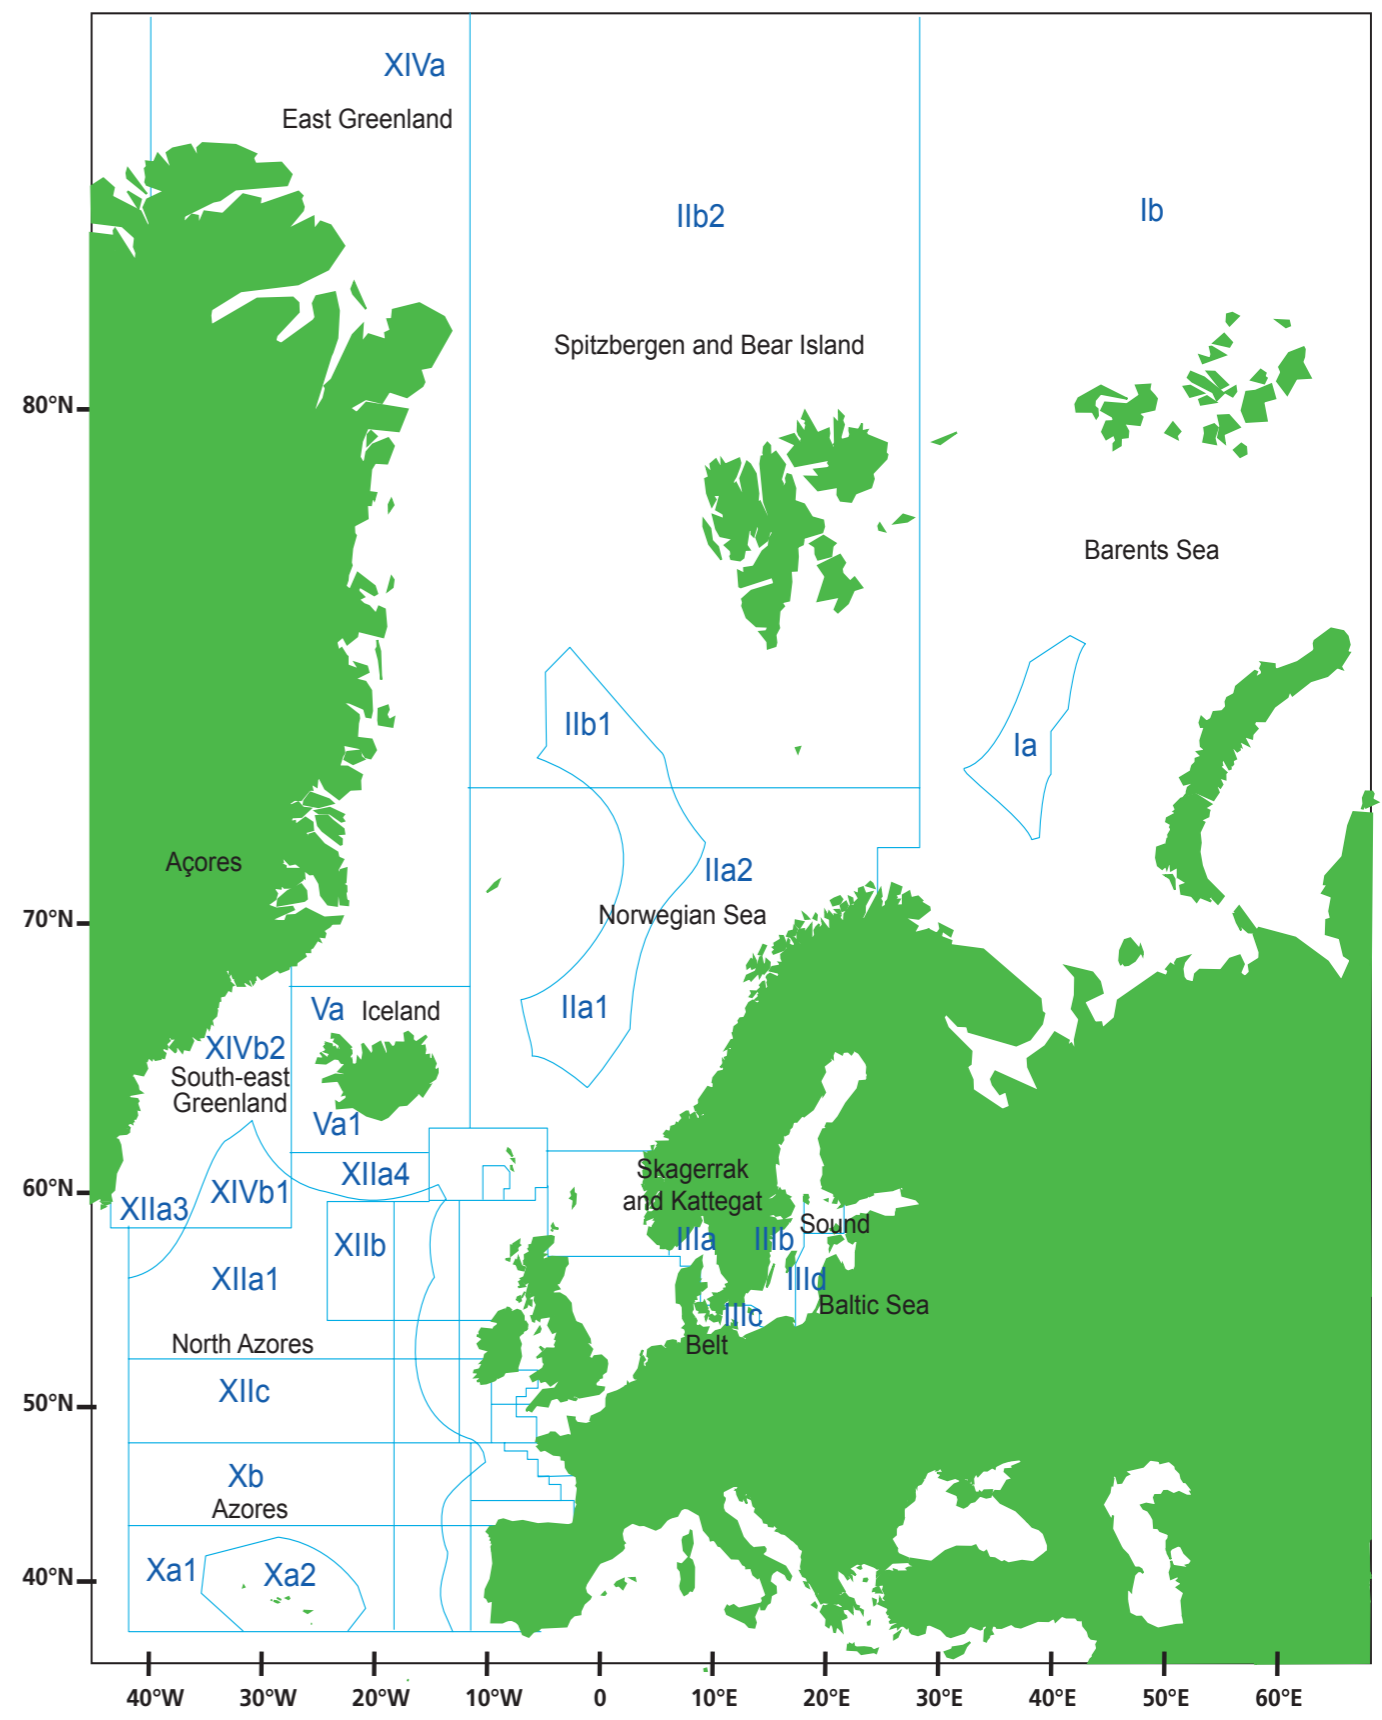 XIVa
East Greenland
IIb2
Ib
Spitzbergen and Bear Island
80°N
Barents Sea
IIb1
Ia
Açores
IIa2
70°N
Norwegian Sea
Va
Iceland
IIa1
XIVb2
South-east
Greenland
Va1
XIIa4
Skagerrak
and Kattegat
60°N
XIIa3
XIVb1
Sound
XIIb
IIIa
IIIb
XIIa1
IIId
Baltic Sea
IIIc
North Azores
Belt
XIIc
50°N
Xb
Azores
Xa1
Xa2
40°N
40°W
30°W
20°W
10°W
0
10°E
20°E
30°E
40°E
50°E
60°E